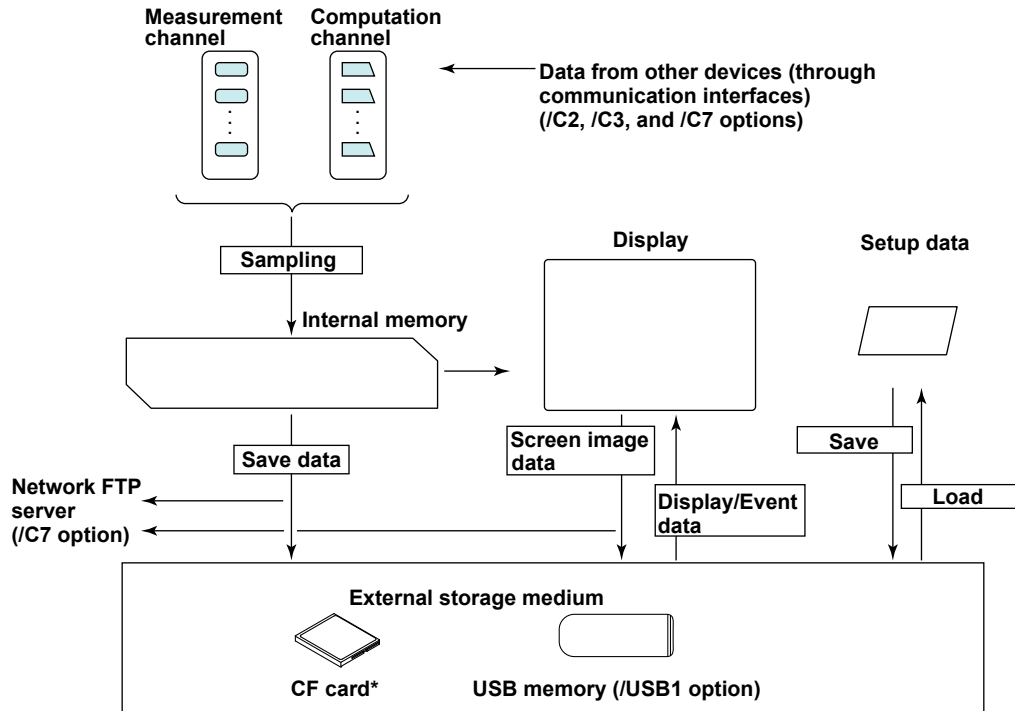 Measurement
channel
Computation
channel
Data from other devices (through
communication interfaces)
(/C2, /C3, and /C7 options)
Sampling
Display
Setup data
Internal memory
Save data
Screen image
data
Save
Network FTP
server
(/C7 option)
Display/Event
data
Load
External storage medium
CF card*
USB memory (/USB1 option)